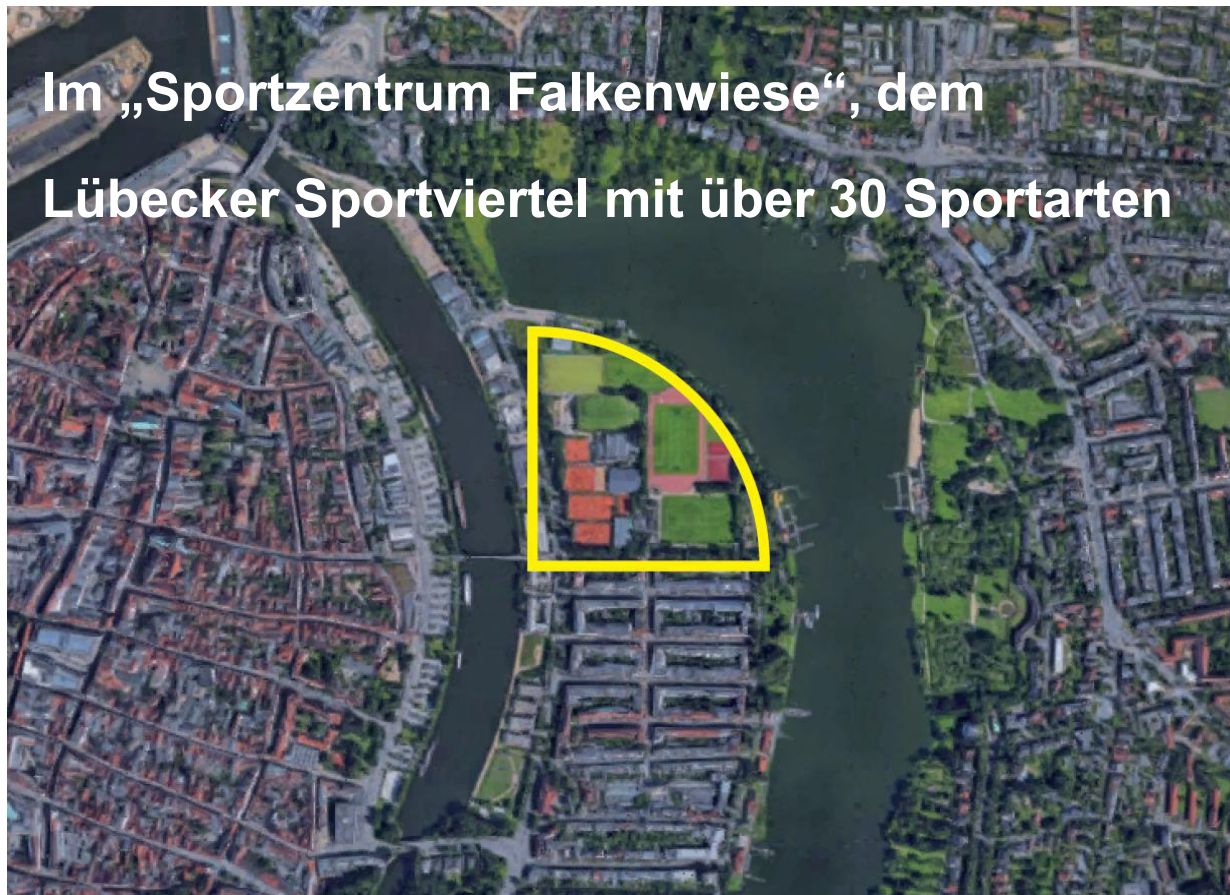 Im „Sportzentrum Falkenwiese“, dem
Lübecker Sportviertel mit über 30 Sportarten